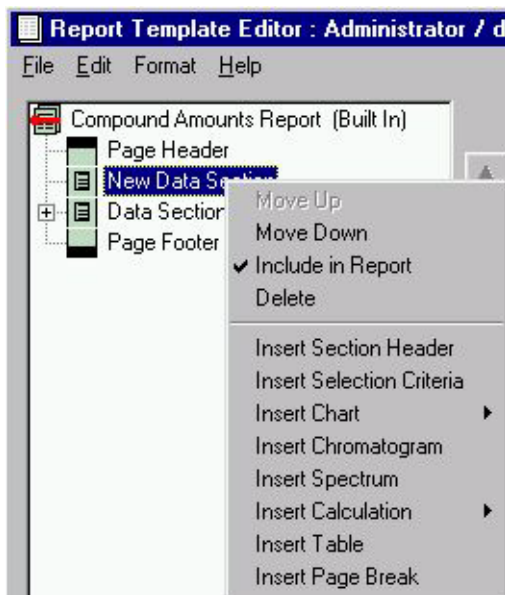 Report Template Editor : Administrator / d
File Edit Format Help
Compound Amounts Report (Built In)
Page Header
New Data Section
Data Section
Page Footer
Move Up
Move Down
Include in Report
Delete
Insert Section Header
Insert Selection Criteria
Insert Chart
Insert Chromatogram
Insert Spectrum
Insert Calculation
Insert Table
Insert Page Break